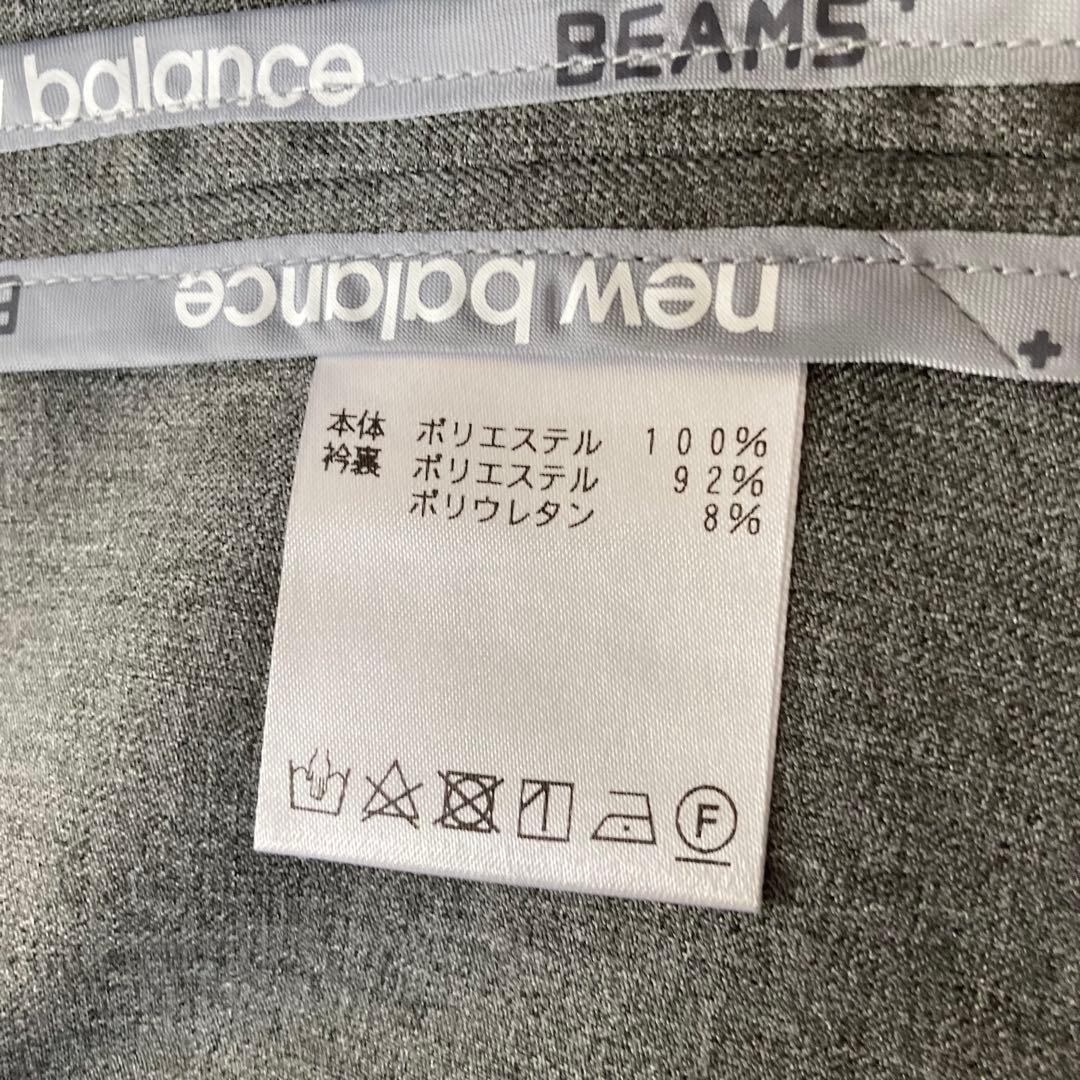 new balance
BEAMS+
new balance
+
本体 ポリエステル 100%
衿裏 ポリエステル 92%
ポリウレタン 8%
F